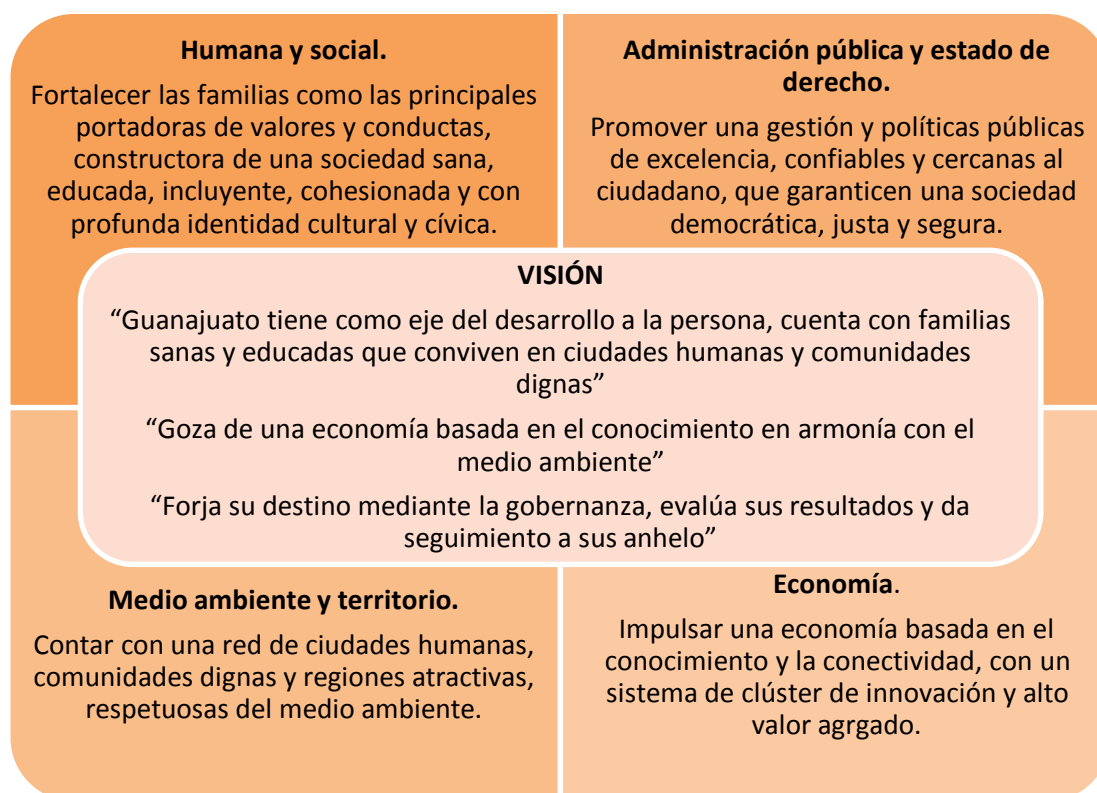 Humana y social.
Fortalecer las familias como las principales
portadoras de valores y conductas,
constructora de una sociedad sana,
educada, incluyente, cohesionada y con
profunda identidad cultural y cívica.
Administración pública y estado de
derecho.
Promover una gestión y políticas públicas
de excelencia, confiables y cercanas al
ciudadano, que garanticen una sociedad
democrática, justa y segura.
VISIÓN
“Guanajuato tiene como eje del desarrollo a la persona, cuenta con familias
sanas y educadas que conviven en ciudades humanas y comunidades
dignas”
“Goza de una economía basada en el conocimiento en armonía con el
medio ambiente”
“Forja su destino mediante la gobernanza, evalúa sus resultados y da
seguimiento a sus anhelo”
Medio ambiente y territorio.
Contar con una red de ciudades humanas,
comunidades dignas y regiones atractivas,
respetuosas del medio ambiente.
Economía.
Impulsar una economía basada en el
conocimiento y la conectividad, con un
sistema de clúster de innovación y alto
valor agrgado.